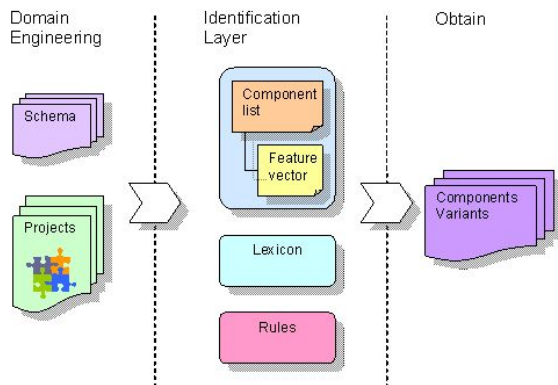 Domain
Engineering
Identification
Layer
Obtain
Schema
Projects
Component
list
Feature
vector
Lexicon
Rules
Components
Variants